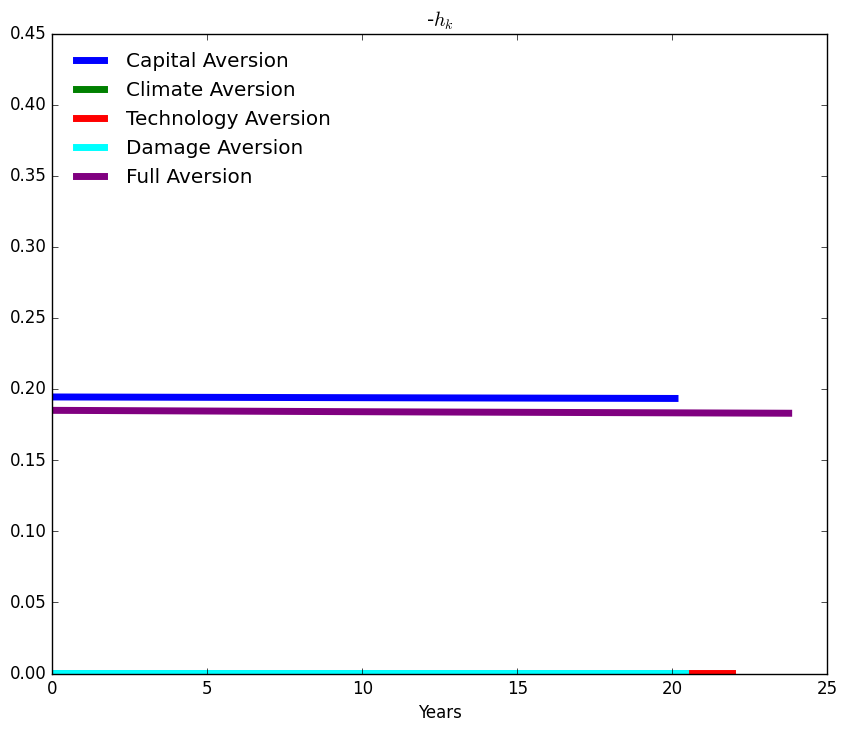 -h_k
0.45
Capital Aversion
Climate Aversion
0.40
Technology Aversion
Damage Aversion
0.35
Full Aversion
0.30
0.25
0.20
0.15
0.10
0.05
0.00
0 5 10 15 20 25
Years